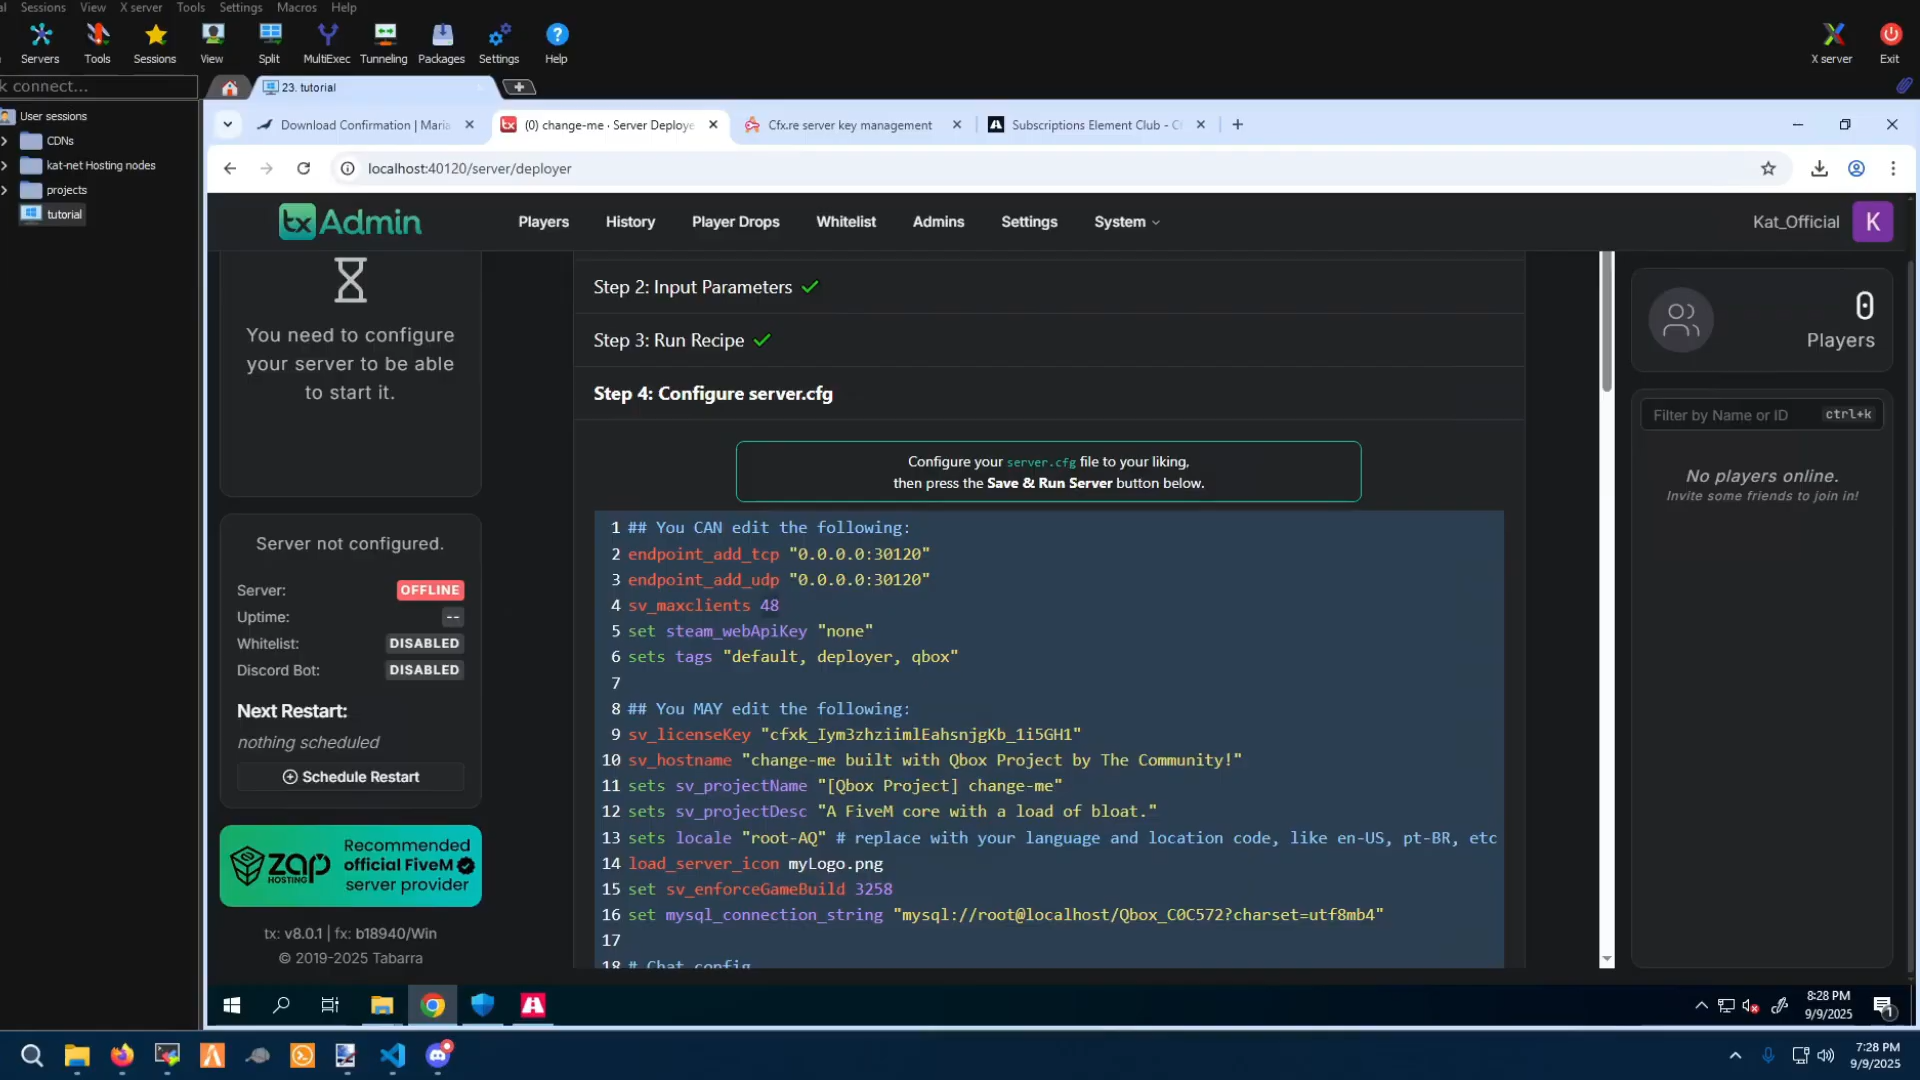 Sessions View X server Tools Settings Macros Help
Servers Tools Sessions View Split MultiExec Tunneling Packages Settings Help X server Exit
k connect...
23. tutorial
User sessions
CDNs
kat-net Hosting nodes
projects
tutorial
Download Confirmation | Maria
(0) change-me · Server Deploye
Cfx.re server key management
Subscriptions Element Club - C
localhost:40120/server/deployer
tx Admin
Players History Player Drops Whitelist Admins Settings System
Kat_Official K
You need to configure
your server to be able
to start it.
Server not configured.
Server: OFFLINE
Uptime: --
Whitelist: DISABLED
Discord Bot: DISABLED
Next Restart:
nothing scheduled
Schedule Restart
ZAP HOSTING
Recommended
official FiveM
server provider
tx: v8.0.1 | fx: b18940/Win
© 2019-2025 Tabarra
Step 2: Input Parameters
Step 3: Run Recipe
Step 4: Configure server.cfg
Configure your server.cfg file to your liking,
then press the Save & Run Server button below.
1 ## You CAN edit the following:
2 endpoint_add_tcp "0.0.0.0:30120"
3 endpoint_add_udp "0.0.0.0:30120"
4 sv_maxclients 48
5 set steam_webApiKey "none"
6 sets tags "default, deployer, qbox"
7
8 ## You MAY edit the following:
9 sv_licenseKey "cfxk_Iym3zhziimlEahsnjgKb_1i5GH1"
10 sv_hostname "change-me built with Qbox Project by The Community!"
11 sets sv_projectName "[Qbox Project] change-me"
12 sets sv_projectDesc "A FiveM core with a load of bloat."
13 sets locale "root-AQ" # replace with your language and location code, like en-US, pt-BR, etc
14 load_server_icon myLogo.png
15 set sv_enforceGameBuild 3258
16 set mysql_connection_string "mysql://root@localhost/Qbox_C0C572?charset=utf8mb4"
17
18 # Chat config
0
Players
Filter by Name or ID ctrl+k
No players online.
Invite some friends to join in!
8:28 PM
9/9/2025
1
7:28 PM
9/9/2025